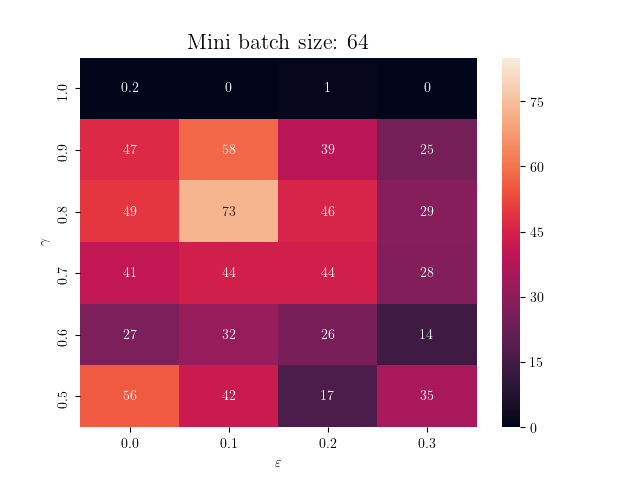 Mini batch size: 64
1.0 0.2 0 1 0
0.9 47 58 39 25
0.8 49 73 46 29
0.7 41 44 44 28
0.6 27 32 26 14
0.5 56 42 17 35
γ
0.0 0.1 0.2 0.3
ε
75
60
45
30
15
0